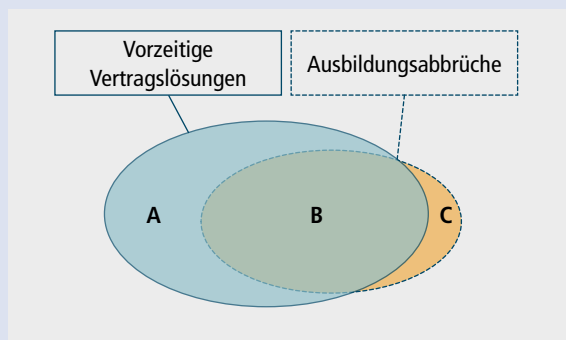 Vorzeitige
Vertragslösungen
Ausbildungsabbrüche
A
B
C